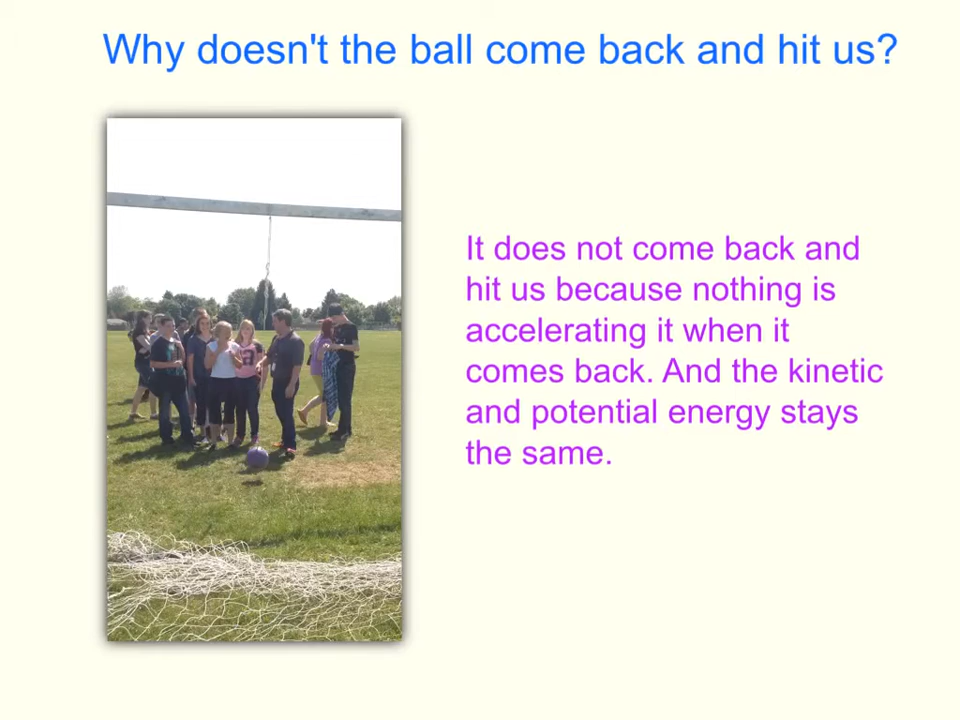 Why doesn't the ball come back and hit us?
It does not come back and
hit us because nothing is
accelerating it when it
comes back. And the kinetic
and potential energy stays
the same.